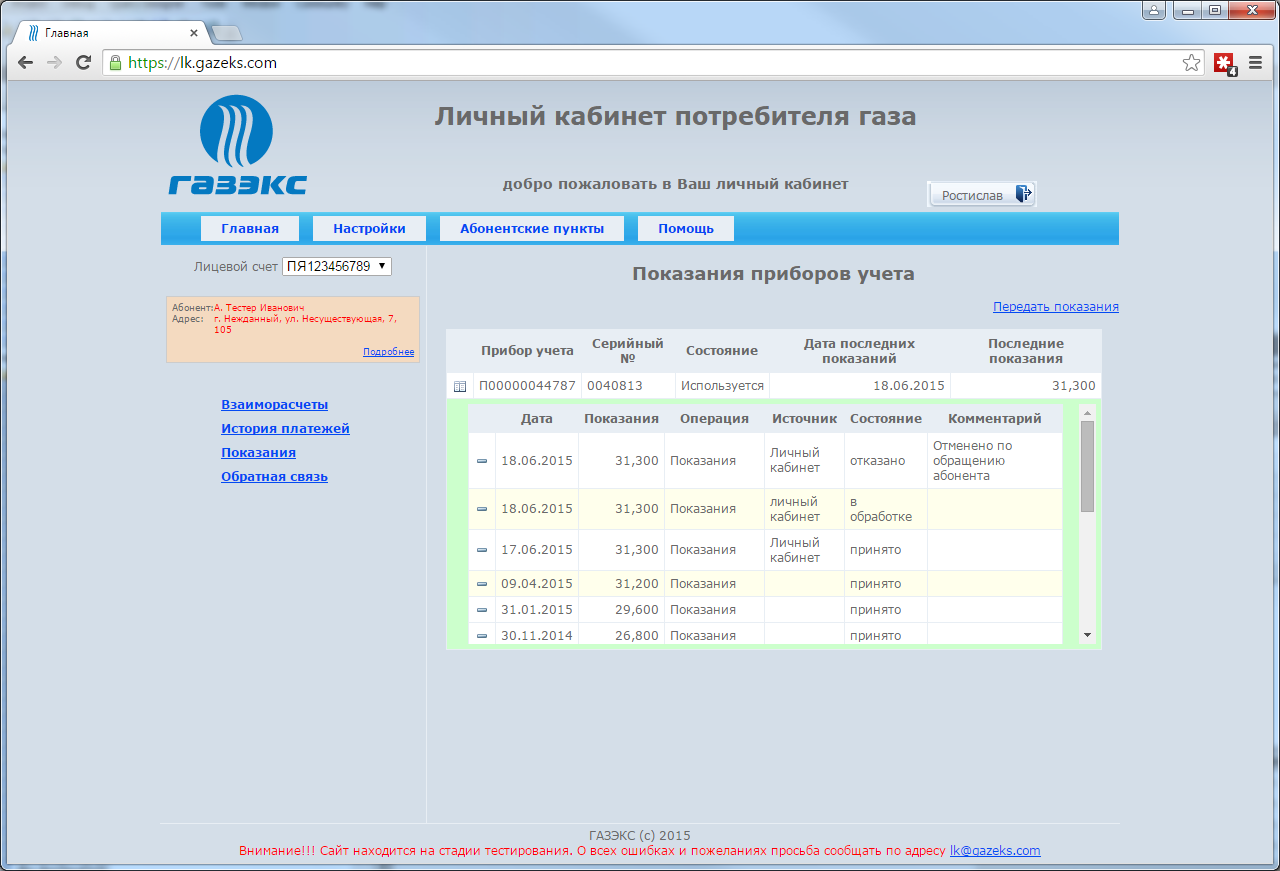 Главная
https://lk.gazeks.com
4
Личный кабинет потребителя газа
ГАЗЭКС
добро пожаловать в Ваш личный кабинет
Ростислав
Главная Настройки Абонентские пункты Помощь
Лицевой счет ПЯ123456789
Абонент: А. Тестер Иванович
Адрес: г. Нежданный, ул. Несуществующая, 7,
105
Подробнее
Взаиморасчеты
История платежей
Показания
Обратная связь
Показания приборов учета
Передать показания
Прибор учета Серийный № Состояние Дата последних показаний Последние показания
П00000044787 0040813 Используется 18.06.2015 31,300
Дата Показания Операция Источник Состояние Комментарий
18.06.2015 31,300 Показания Личный кабинет отказано Отменено по обращению абонента
18.06.2015 31,300 Показания личный кабинет в обработке
17.06.2015 31,300 Показания Личный кабинет принято
09.04.2015 31,200 Показания принято
31.01.2015 29,600 Показания принято
30.11.2014 26,800 Показания принято
ГАЗЭКС (с) 2015
Внимание!!! Сайт находится на стадии тестирования. О всех ошибках и пожеланиях просьба сообщать по адресу lk@gazeks.com